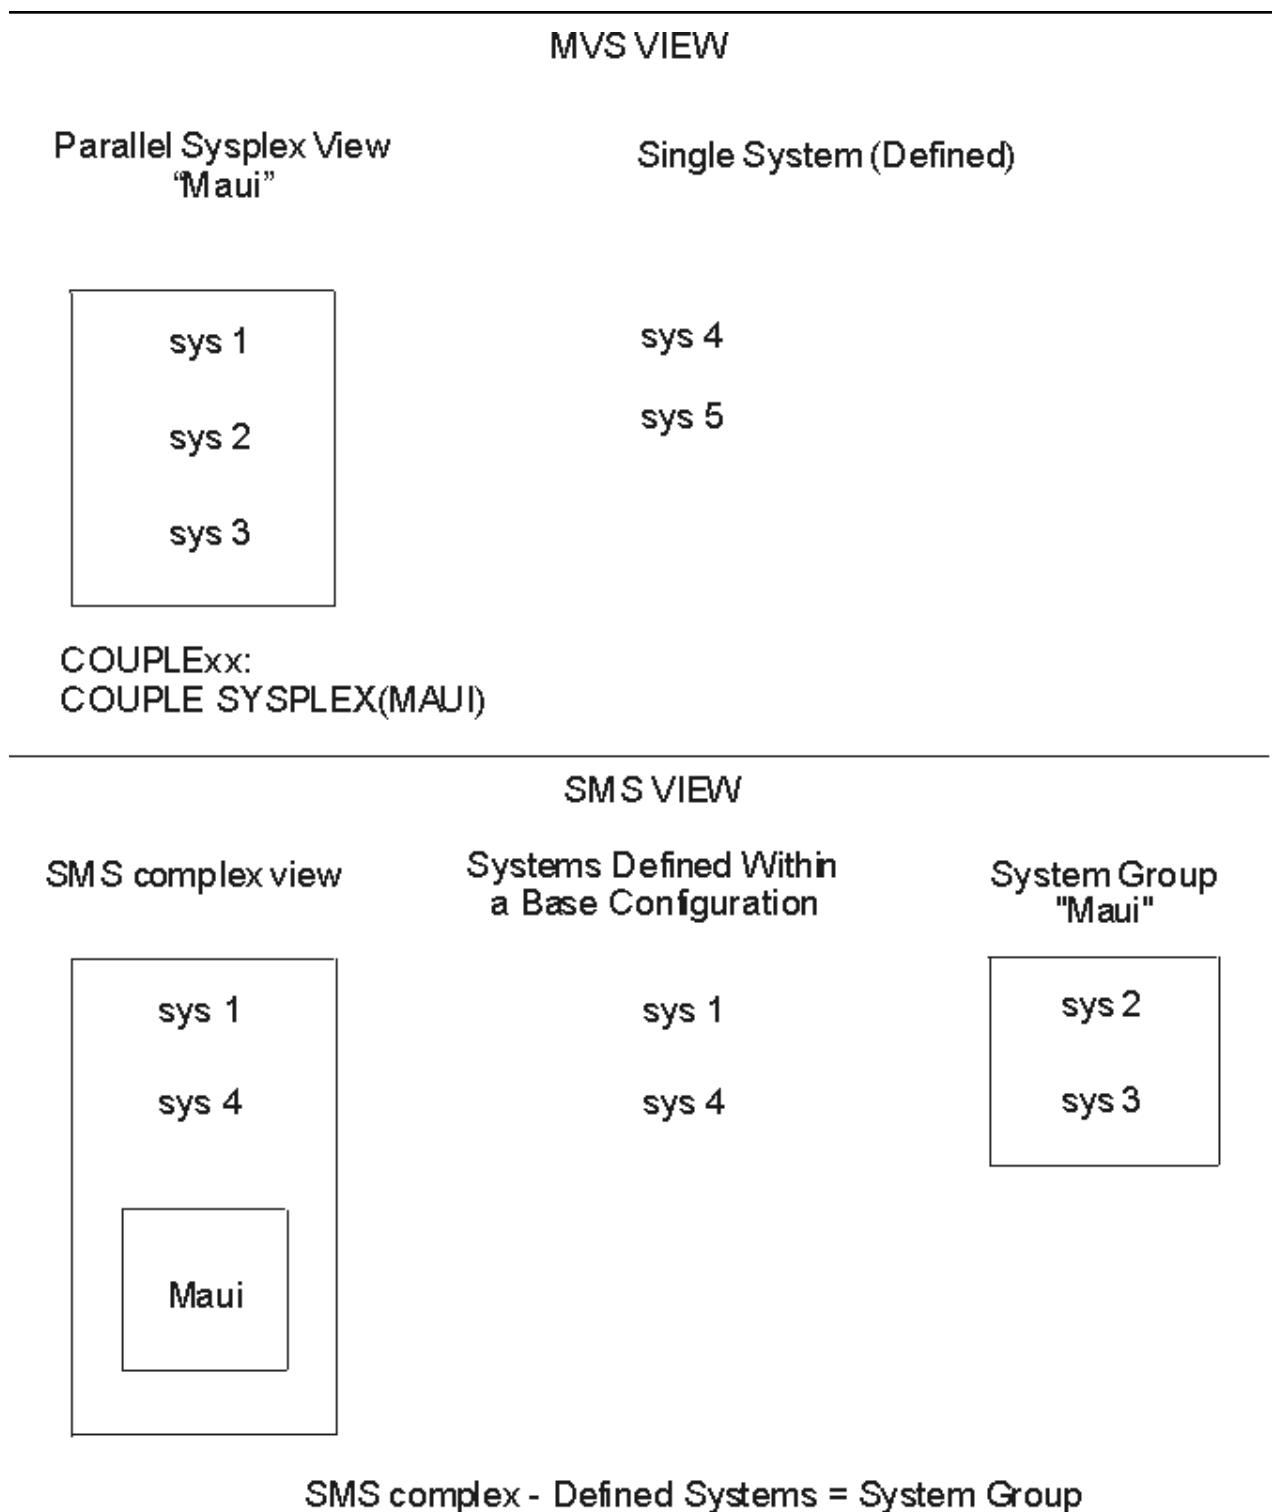 MVS VIEW
Parallel Sysplex View
“Maui”
Single System (Defined)
sys 1
sys 2
sys 3
sys 4
sys 5
COUPLExx:
COUPLE SYSPLEX(MAUI)
SMS VIEW
SMS complex view
sys 1
sys 4
Maui
Systems Defined Within
a Base Configuration
sys 1
sys 4
System Group
"Maui"
sys 2
sys 3
SMS complex - Defined Systems = System Group